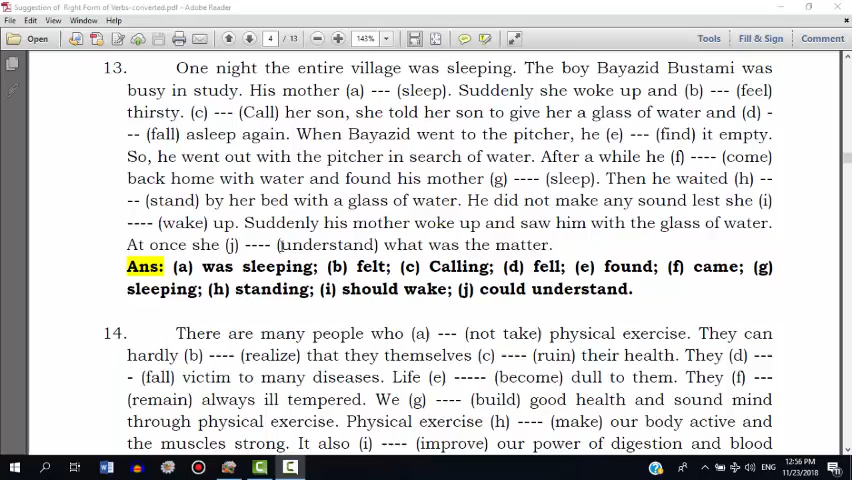 Suggestion of Right Form of Verbs-converted.pdf - Adobe Reader
File Edit View Window Help
Open 4 / 13 143% Tools Fill & Sign Comment
13. One night the entire village was sleeping. The boy Bayazid Bustami was
busy in study. His mother (a) --- (sleep). Suddenly she woke up and (b) --- (feel)
thirsty. (c) --- (Call) her son, she told her son to give her a glass of water and (d) -
-- (fall) asleep again. When Bayazid went to the pitcher, he (e) --- (find) it empty.
So, he went out with the pitcher in search of water. After a while he (f) ---- (come)
back home with water and found his mother (g) ---- (sleep). Then he waited (h) --
-- (stand) by her bed with a glass of water. He did not make any sound lest she (i)
---- (wake) up. Suddenly his mother woke up and saw him with the glass of water.
At once she (j) ---- (understand) what was the matter.
Ans: (a) was sleeping; (b) felt; (c) Calling; (d) fell; (e) found; (f) came; (g)
sleeping; (h) standing; (i) should wake; (j) could understand.
14. There are many people who (a) --- (not take) physical exercise. They can
hardly (b) ---- (realize) that they themselves (c) ---- (ruin) their health. They (d) ---
- (fall) victim to many diseases. Life (e) ----- (become) dull to them. They (f) ---
(remain) always ill tempered. We (g) ---- (build) good health and sound mind
through physical exercise. Physical exercise (h) ---- (make) our body active and
the muscles strong. It also (i) ---- (improve) our power of digestion and blood
ENG 12:56 PM
11/23/2018